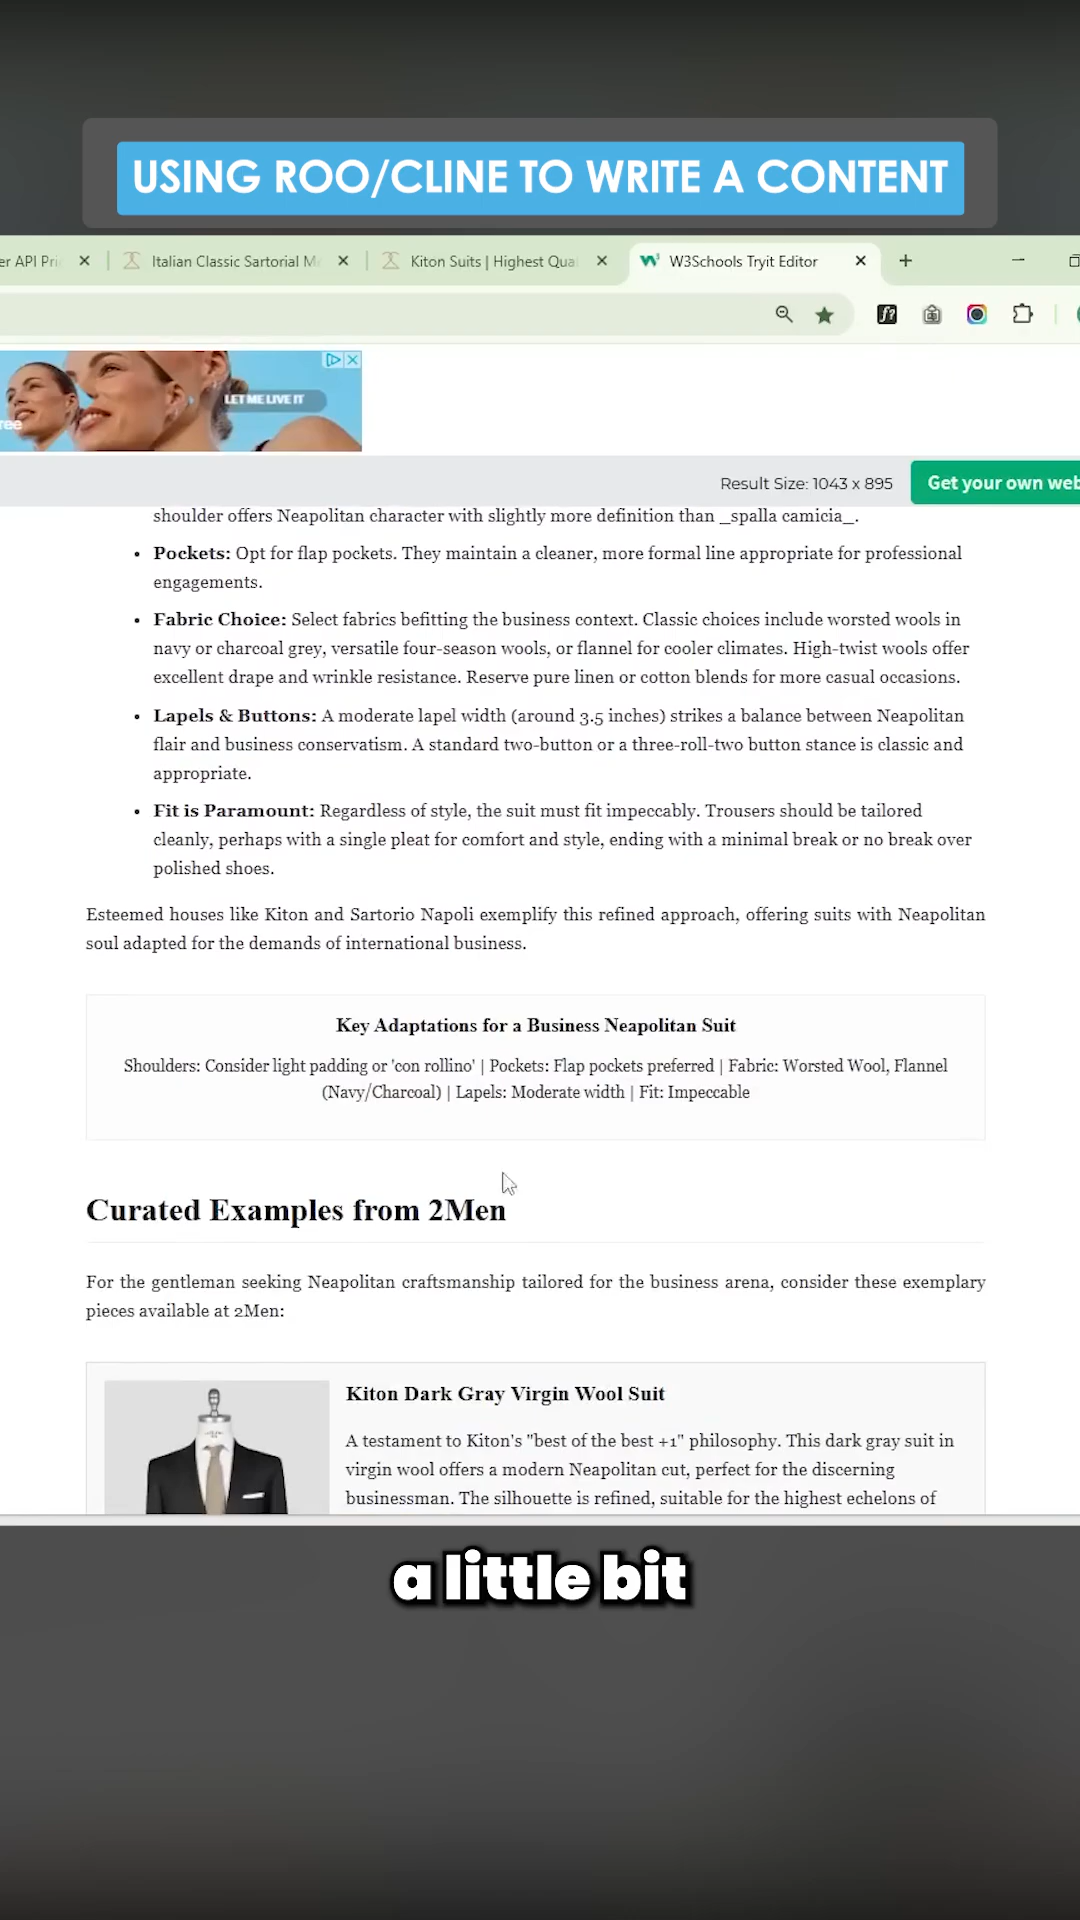 USING ROO/CLINE TO WRITE A CONTENT
er API Pri
Italian Classic Sartorial M
Kiton Suits | Highest Qua
W3Schools Tryit Editor
LET ME LIVE IT
ree
Result Size: 1043 x 895
Get your own web
shoulder offers Neapolitan character with slightly more definition than _spalla camicia_.
• Pockets: Opt for flap pockets. They maintain a cleaner, more formal line appropriate for professional
engagements.
• Fabric Choice: Select fabrics befitting the business context. Classic choices include worsted wools in
navy or charcoal grey, versatile four-season wools, or flannel for cooler climates. High-twist wools offer
excellent drape and wrinkle resistance. Reserve pure linen or cotton blends for more casual occasions.
• Lapels & Buttons: A moderate lapel width (around 3.5 inches) strikes a balance between Neapolitan
flair and business conservatism. A standard two-button or a three-roll-two button stance is classic and
appropriate.
• Fit is Paramount: Regardless of style, the suit must fit impeccably. Trousers should be tailored
cleanly, perhaps with a single pleat for comfort and style, ending with a minimal break or no break over
polished shoes.
Esteemed houses like Kiton and Sartorio Napoli exemplify this refined approach, offering suits with Neapolitan
soul adapted for the demands of international business.
Key Adaptations for a Business Neapolitan Suit
Shoulders: Consider light padding or 'con rollino' | Pockets: Flap pockets preferred | Fabric: Worsted Wool, Flannel
(Navy/Charcoal) | Lapels: Moderate width | Fit: Impeccable
Curated Examples from 2Men
For the gentleman seeking Neapolitan craftsmanship tailored for the business arena, consider these exemplary
pieces available at 2Men:
Kiton Dark Gray Virgin Wool Suit
A testament to Kiton's "best of the best +1" philosophy. This dark gray suit in
virgin wool offers a modern Neapolitan cut, perfect for the discerning
businessman. The silhouette is refined, suitable for the highest echelons of
a little bit